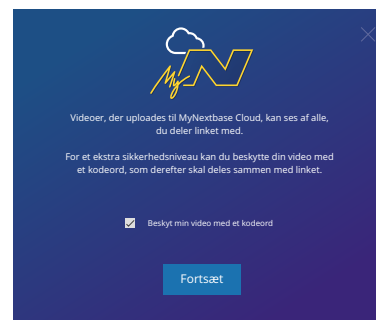 My N
Videoer, der uploades til MyNextbase Cloud, kan ses af alle,
du deler linket med.
For et ekstra sikkerhedsniveau kan du beskytte din video med
et kodeord, som derefter skal deles sammen med linket.
Beskyt min video med et kodeord
Fortsæt